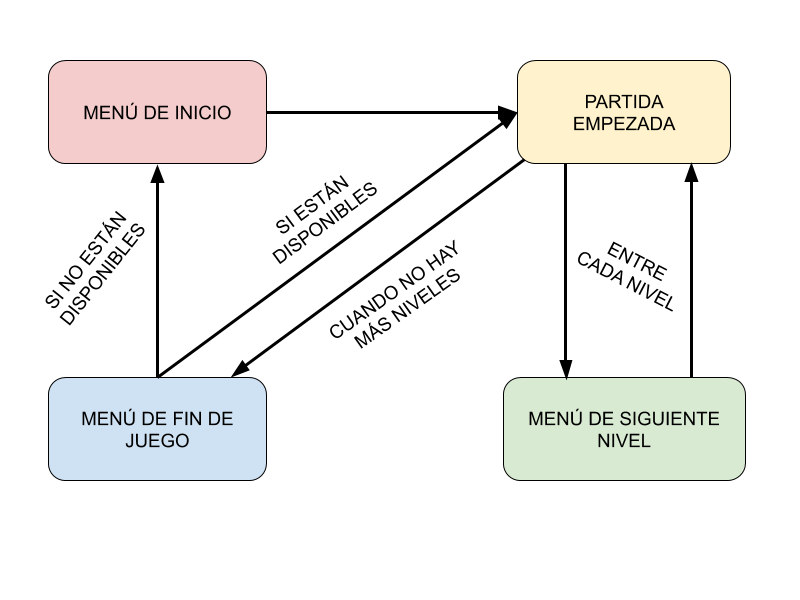 MENÚ DE INICIO
PARTIDA
EMPEZADA
SI ESTÁN
DISPONIBLES
SI NO ESTÁN
DISPONIBLES
CUANDO NO HAY
MÁS NIVELES
ENTRE
CADA NIVEL
MENÚ DE FIN DE
JUEGO
MENÚ DE SIGUIENTE
NIVEL